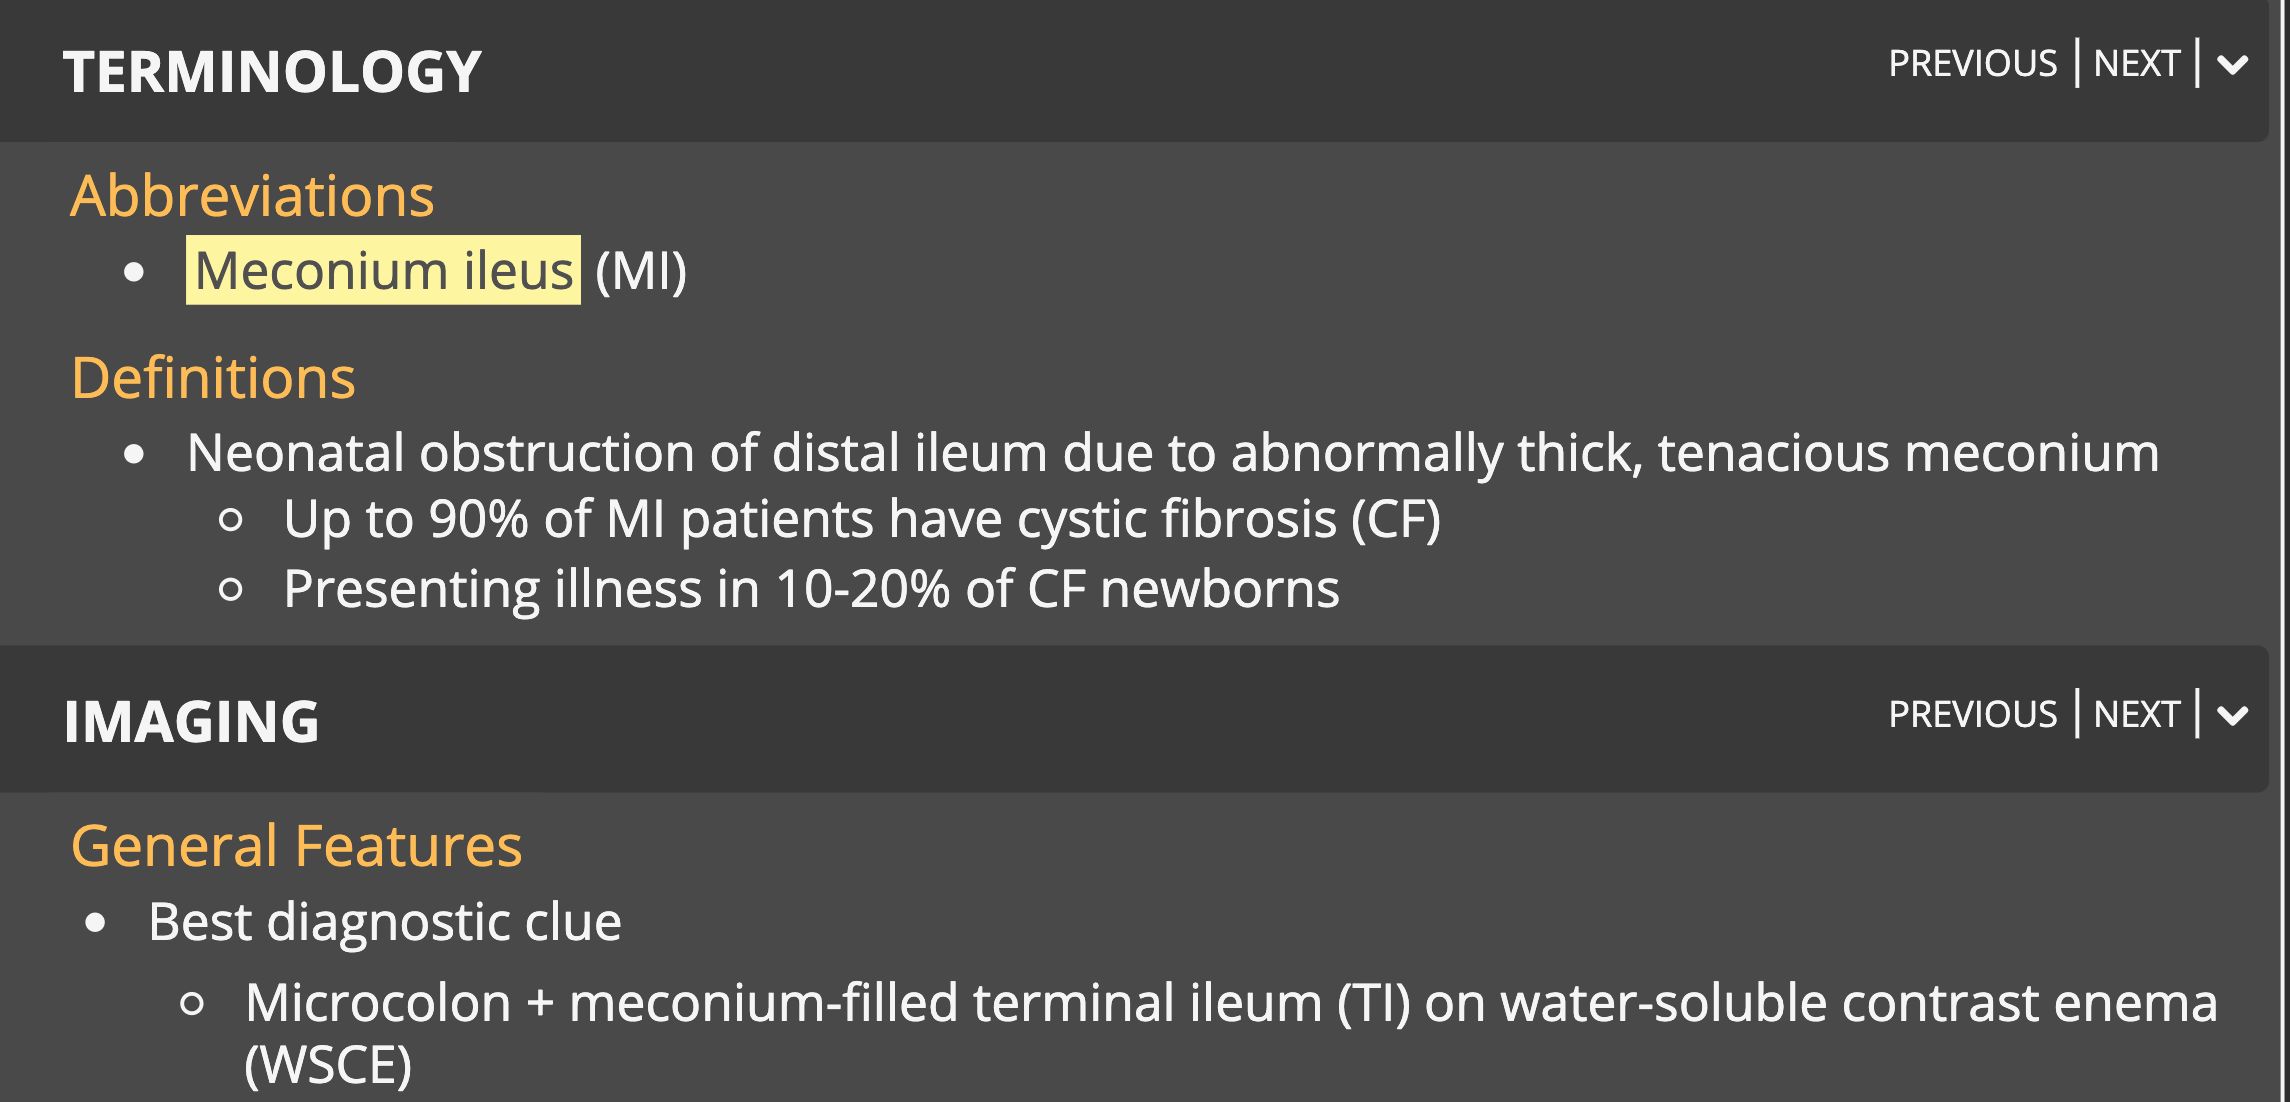 TERMINOLOGY
PREVIOUS | NEXT |
Abbreviations
• Meconium ileus (MI)
Definitions
• Neonatal obstruction of distal ileum due to abnormally thick, tenacious meconium
○ Up to 90% of MI patients have cystic fibrosis (CF)
○ Presenting illness in 10-20% of CF newborns
IMAGING
PREVIOUS | NEXT |
General Features
• Best diagnostic clue
○ Microcolon + meconium-filled terminal ileum (TI) on water-soluble contrast enema
(WSCE)